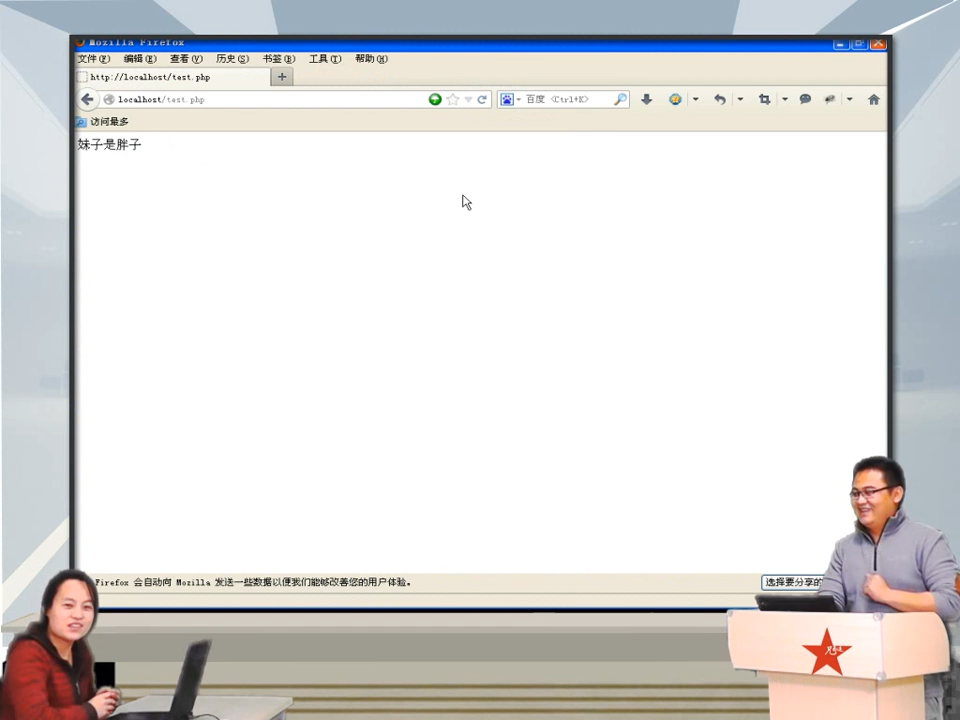 Mozilla Firefox
文件(F) 编辑(E) 查看(V) 历史(S) 书签(B) 工具(T) 帮助(H)
http://localhost/test.php
localhost/test.php
百度 <Ctrl+K>
访问最多
妹子是胖子
Firefox 会自动向 Mozilla 发送一些数据以便我们能够改善您的用户体验。
选择要分享的